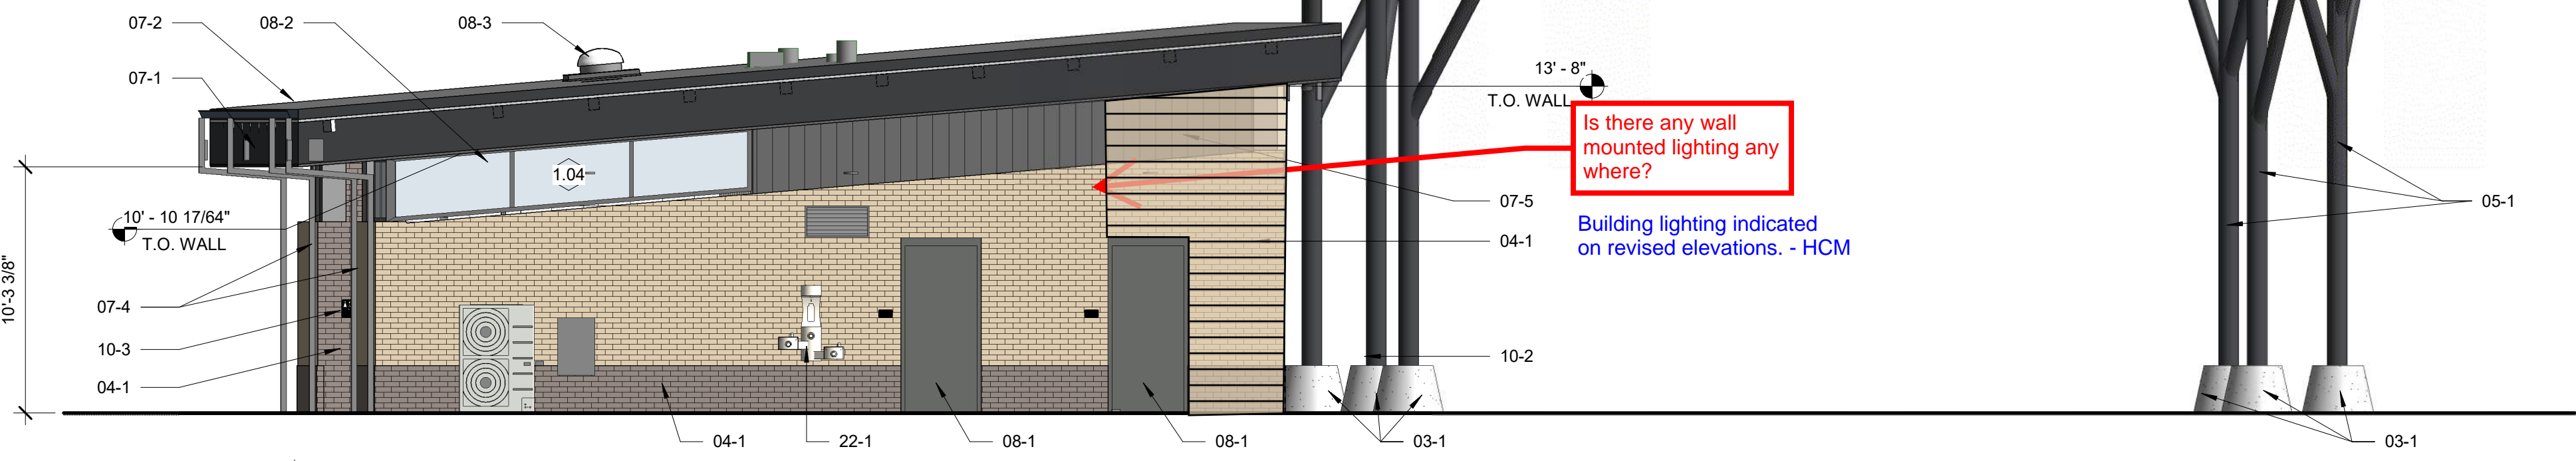 07-2
08-2
08-3
07-1
13' - 8"
T.O. WALL
Is there any wall
mounted lighting any
where?
1.04
07-5
05-1
10' - 10 17/64"
T.O. WALL
Building lighting indicated
on revised elevations. - HCM
04-1
10'-3 3/8"
07-4
10-3
10-2
04-1
04-1
22-1
08-1
08-1
03-1
03-1